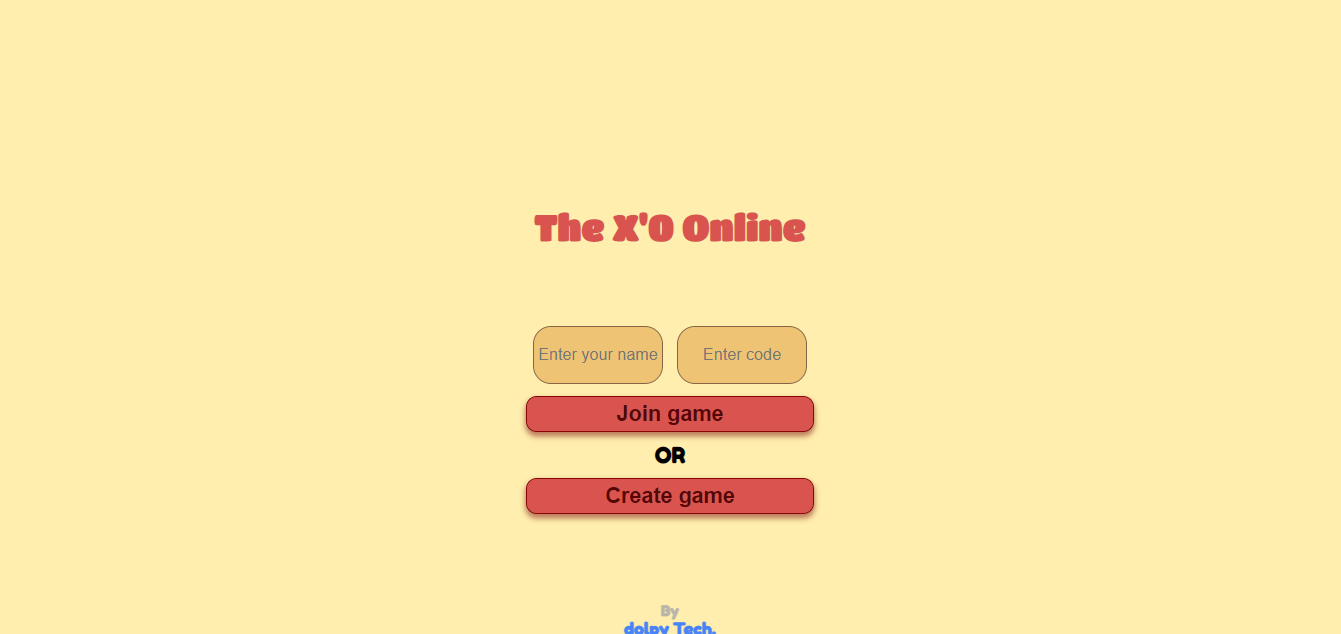 The X'O Online
Enter your name Enter code
Join game
OR
Create game
By
dolpy Tech.